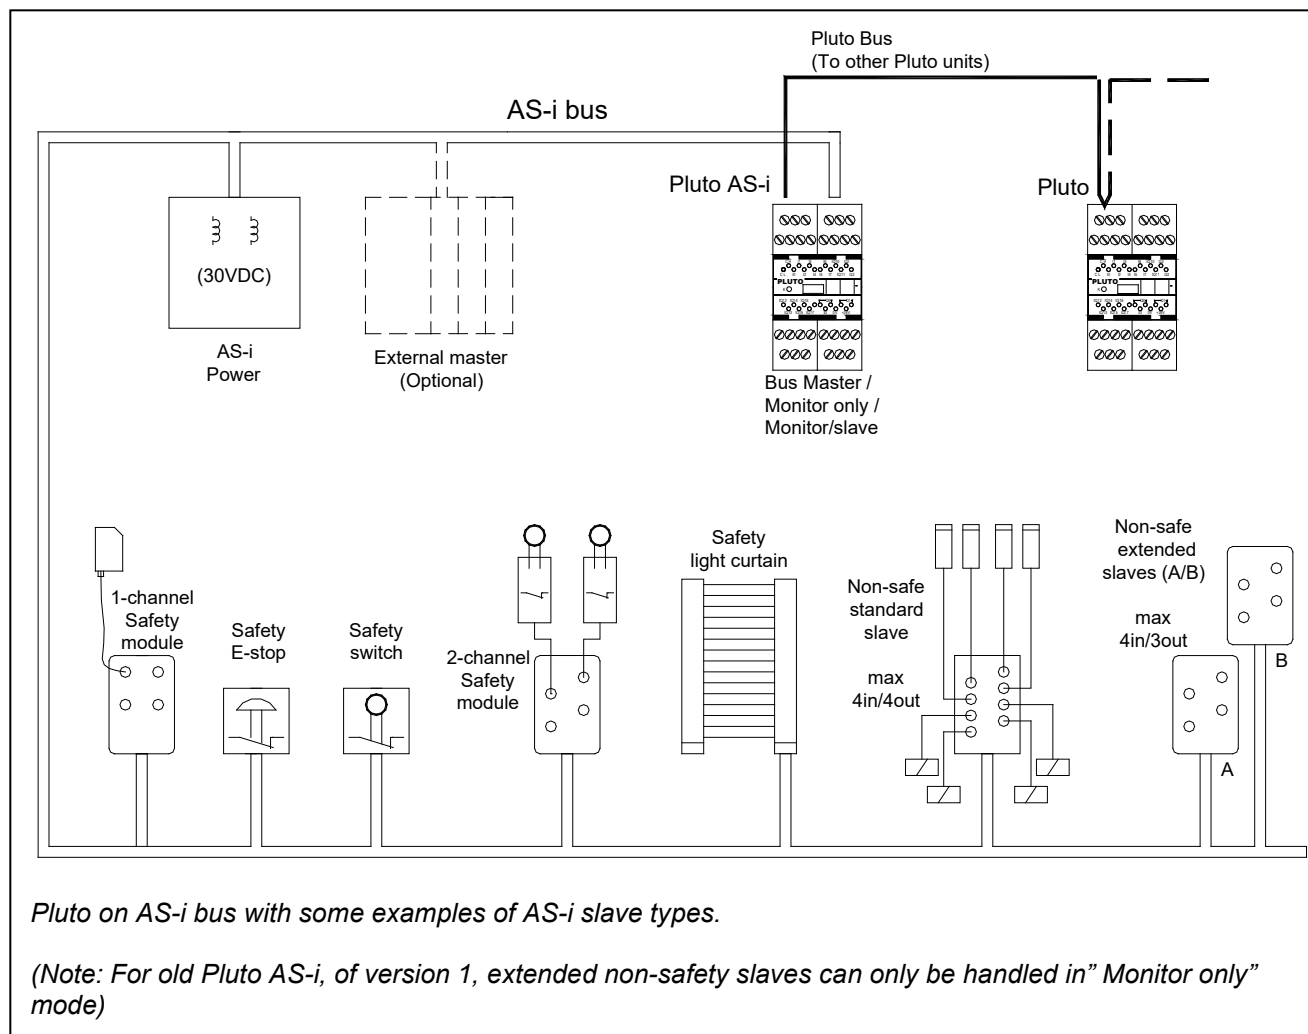 Pluto Bus
(To other Pluto units)
AS-i bus
Pluto AS-i
Pluto
(30VDC)
PLUTO
PLUTO
AS-i
Power
External master
(Optional)
Bus Master /
Monitor only /
Monitor/slave
1-channel
Safety
module
Safety
E-stop
Safety
switch
2-channel
Safety
module
Safety
light curtain
Non-safe
standard
slave
max
4in/4out
Non-safe
extended
slaves (A/B)
max
4in/3out
B
A
Pluto on AS-i bus with some examples of AS-i slave types.
(Note: For old Pluto AS-i, of version 1, extended non-safety slaves can only be handled in” Monitor only”
mode)